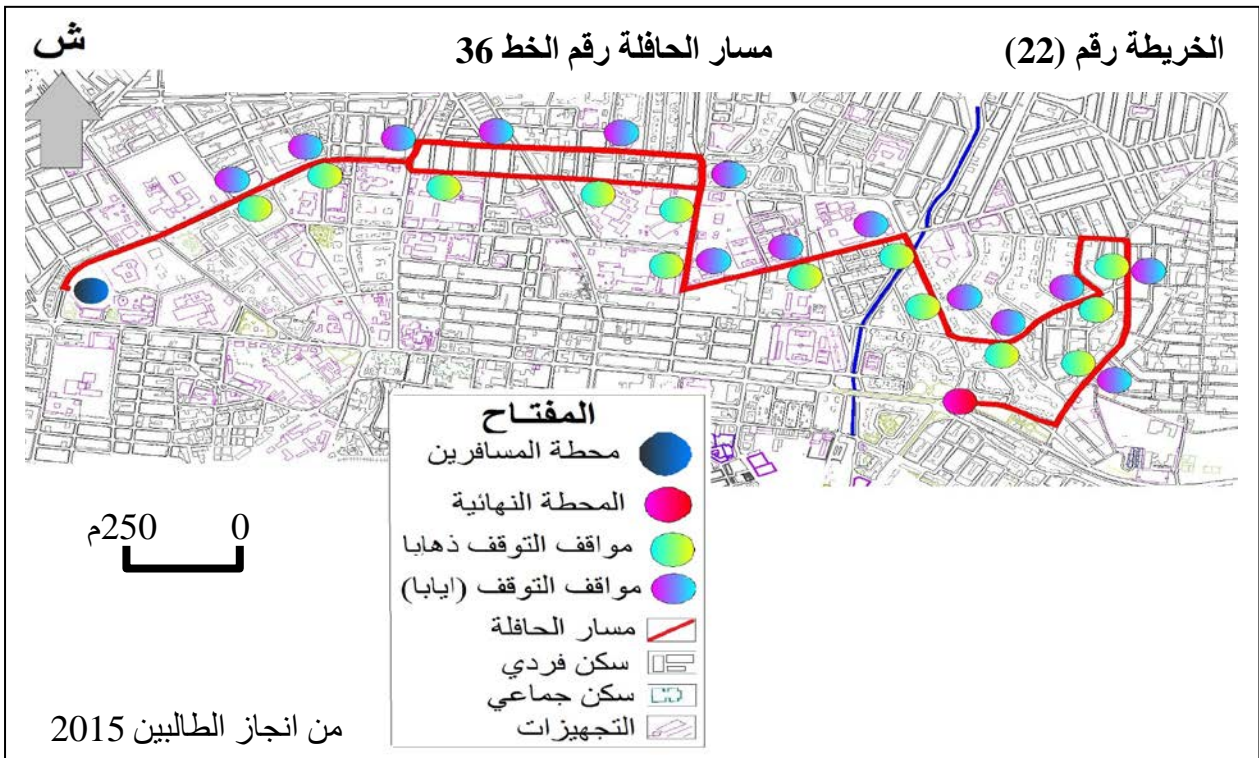 الخريطة رقم (22)
مسار الحافلة رقم الخط 36
ش
المفتاح
محطة المسافرين
المحطة النهائية
مواقف التوقف ذهابا
مواقف التوقف (ايابا)
مسار الحافلة
سكن فردي
سكن جماعي
التجهيزات
0 250م
من انجاز الطالبين 2015